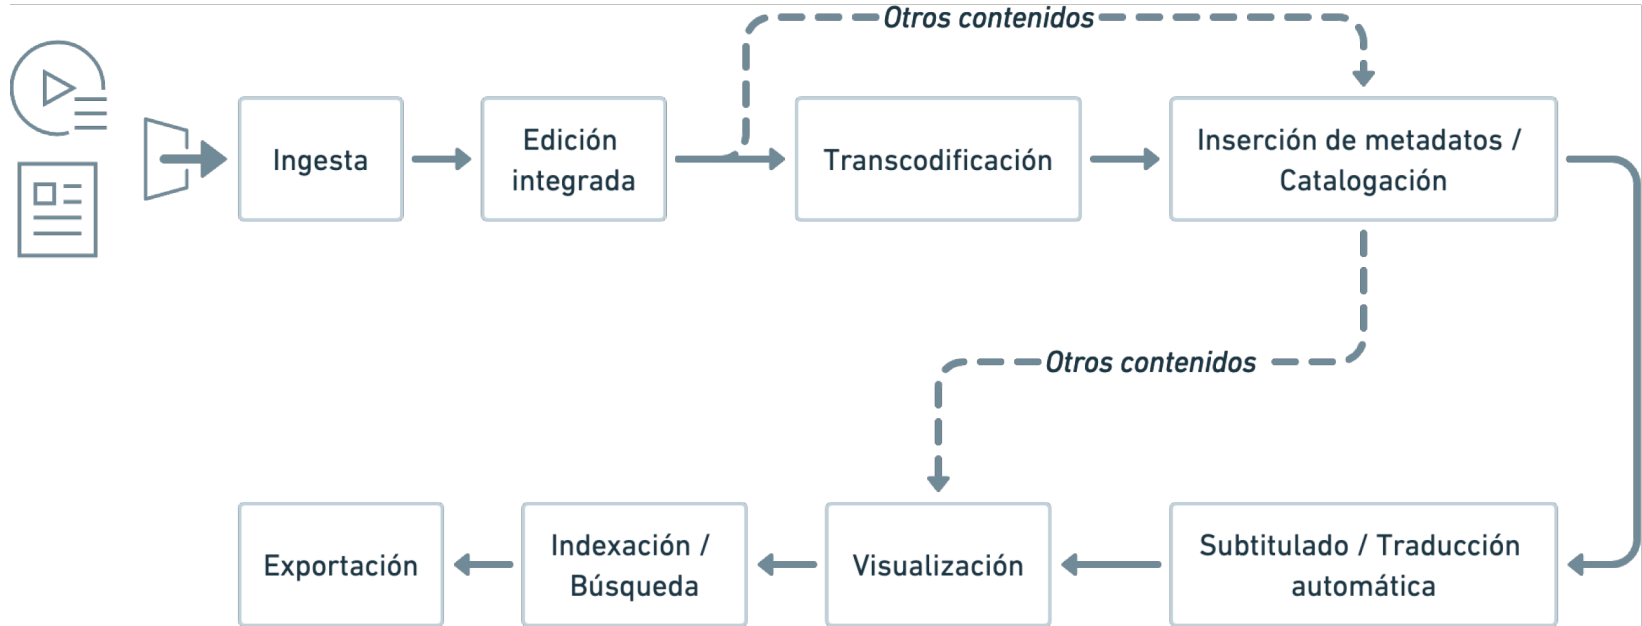 Otros contenidos
Ingesta
Edición
integrada
Transcodificación
Inserción de metadatos /
Catalogación
Otros contenidos
Exportación
Indexación /
Búsqueda
Visualización
Subtitulado / Traducción
automática